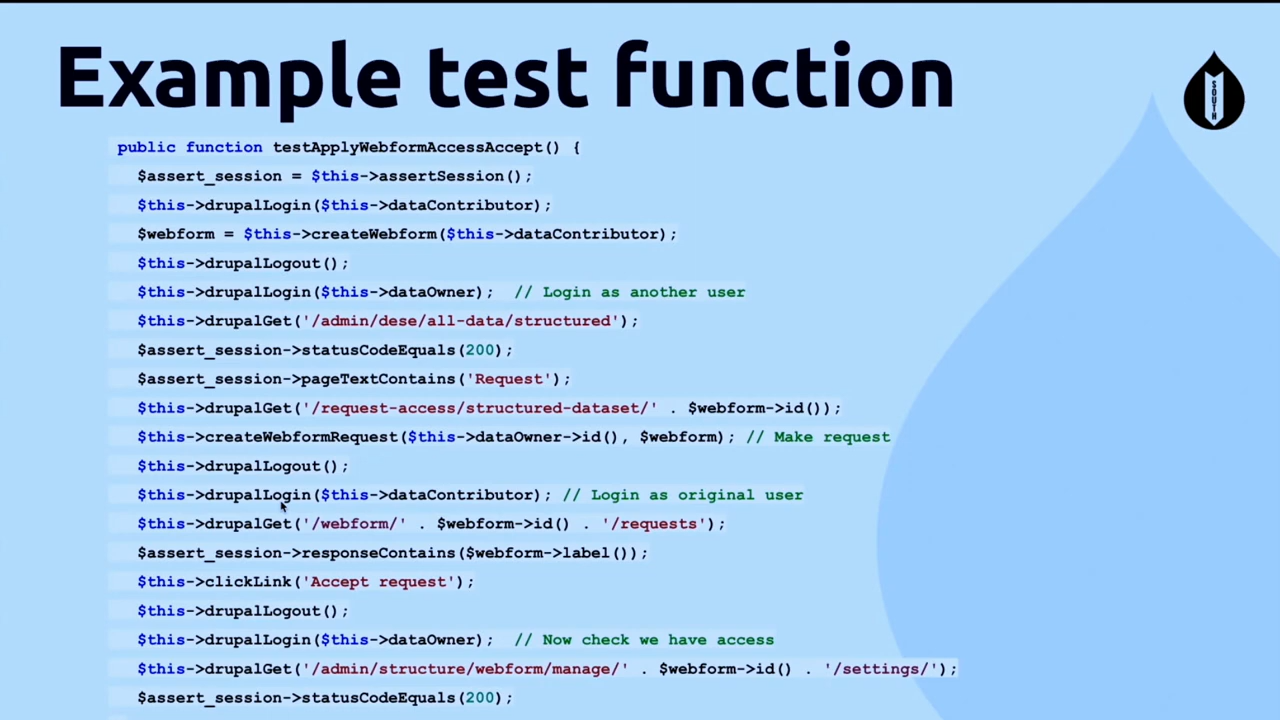 Example test function
SOUTH
public function testApplyWebformAccessAccept() {
$assert_session = $this->assertSession();
$this->drupalLogin($this->dataContributor);
$webform = $this->createWebform($this->dataContributor);
$this->drupalLogout();
$this->drupalLogin($this->dataOwner);  // Login as another user
$this->drupalGet('/admin/dese/all-data/structured');
$assert_session->statusCodeEquals(200);
$assert_session->pageTextContains('Request');
$this->drupalGet('/request-access/structured-dataset/' . $webform->id());
$this->createWebformRequest($this->dataOwner->id(), $webform); // Make request
$this->drupalLogout();
$this->drupalLogin($this->dataContributor); // Login as original user
$this->drupalGet('/webform/' . $webform->id() . '/requests');
$assert_session->responseContains($webform->label());
$this->clickLink('Accept request');
$this->drupalLogout();
$this->drupalLogin($this->dataOwner);  // Now check we have access
$this->drupalGet('/admin/structure/webform/manage/' . $webform->id() . '/settings/');
$assert_session->statusCodeEquals(200);